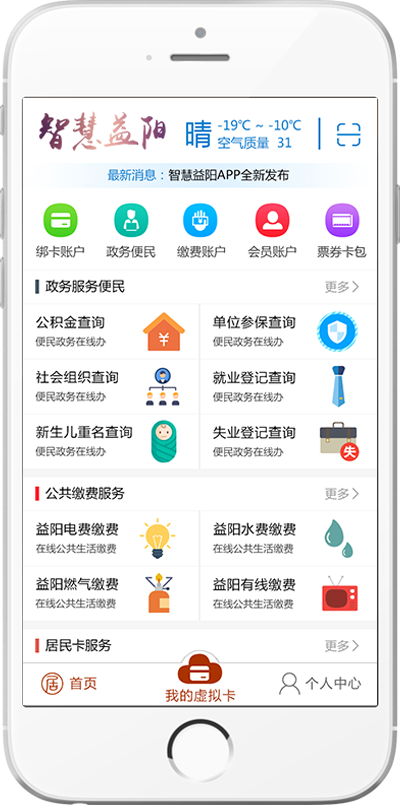 智慧益阳
晴
-19℃ ~ -10℃
空气质量 31
最新消息：智慧益阳APP全新发布
绑卡账户 政务便民 缴费账户 会员账户 票券卡包
政务服务便民 更多
公积金查询 单位参保查询
便民政务在线办 便民政务在线办
¥
社会组织查询 就业登记查询
便民政务在线办 便民政务在线办
新生儿重名查询 失业登记查询
便民政务在线办 便民政务在线办
失
公共缴费服务 更多
益阳电费缴费 益阳水费缴费
在线公共生活缴费 在线公共生活缴费
益阳燃气缴费 益阳有线缴费
在线公共生活缴费 在线公共生活缴费
居民卡服务 更多
居 首页 我的虚拟卡 个人中心